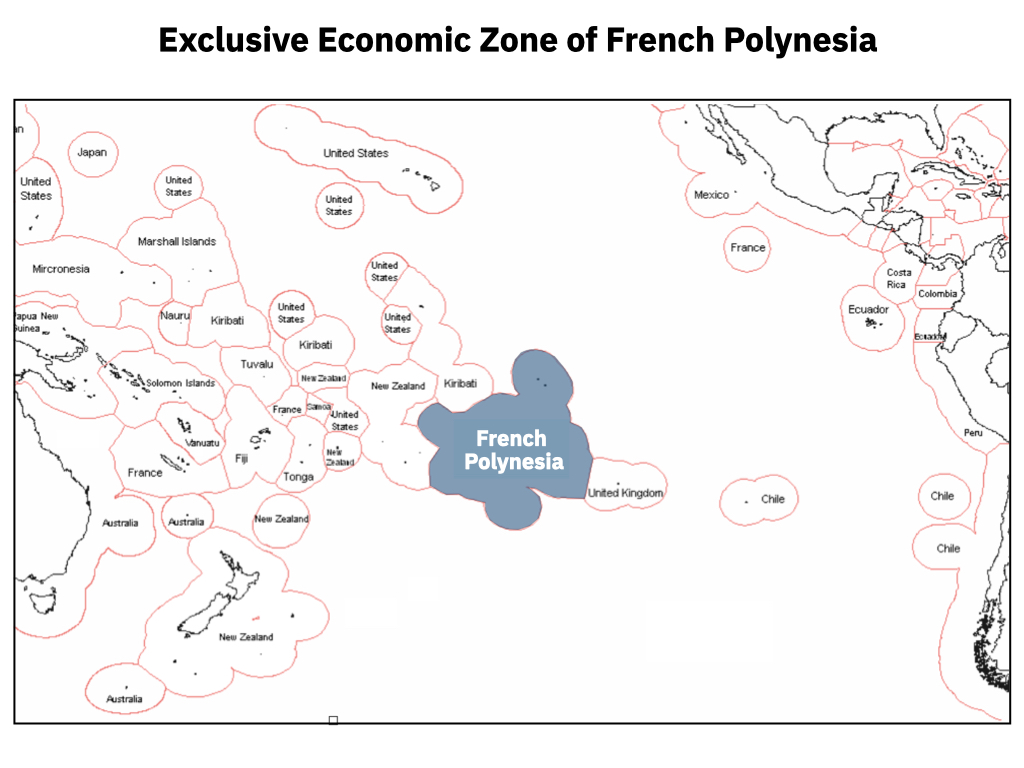 Exclusive Economic Zone of French Polynesia
an
Japan
United States
United
States
United
States
United
States
Marshall Islands
Mircronesia
Mexico
France
United
States
Costa
Rica
Colombia
Ecuador
Ecuador
Papua New
Guinea
Nauru
Kiribati
United
States
United
States
Kiribati
Tuvalu
New Zealand
Solomon Islands
New Zealand
Kiribati
France
Samoa
United
States
Vanuatu
Fiji
New
Zealand
French
Polynesia
Peru
France
Tonga
United Kingdom
Chile
Chile
Australia
Australia
New Zealand
Chile
New Zealand
Australia